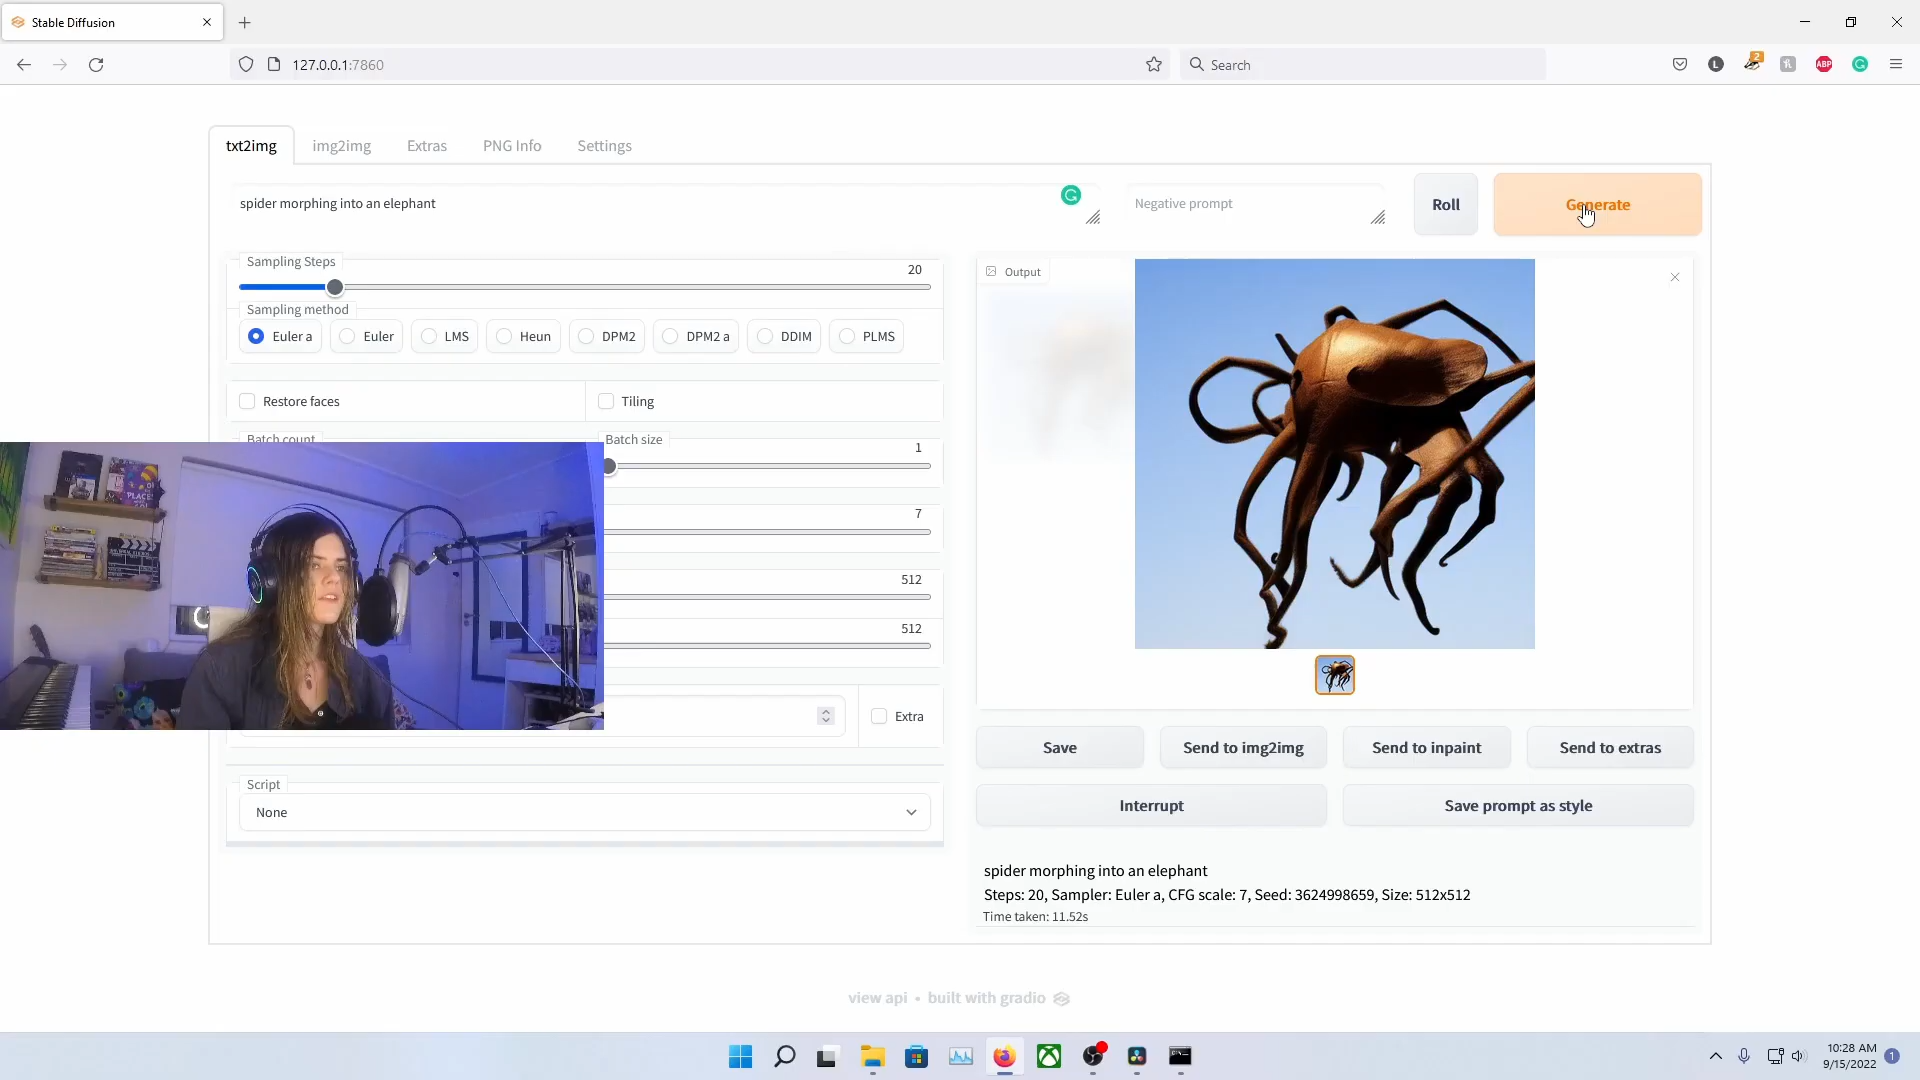 Stable Diffusion
127.0.0.1:7860
Search
2
L
ABP
txt2img
img2img
Extras
PNG Info
Settings
spider morphing into an elephant
Negative prompt
Roll
Generate
Sampling Steps
20
Sampling method
Euler a
Euler
LMS
Heun
DPM2
DPM2 a
DDIM
PLMS
Restore faces
Tiling
Batch count
Batch size
1
7
512
512
Extra
Script
None
Output
Save
Send to img2img
Send to inpaint
Send to extras
Interrupt
Save prompt as style
spider morphing into an elephant
Steps: 20, Sampler: Euler a, CFG scale: 7, Seed: 3624998659, Size: 512x512
Time taken: 11.52s
view api • built with gradio
10:28 AM
9/15/2022
1